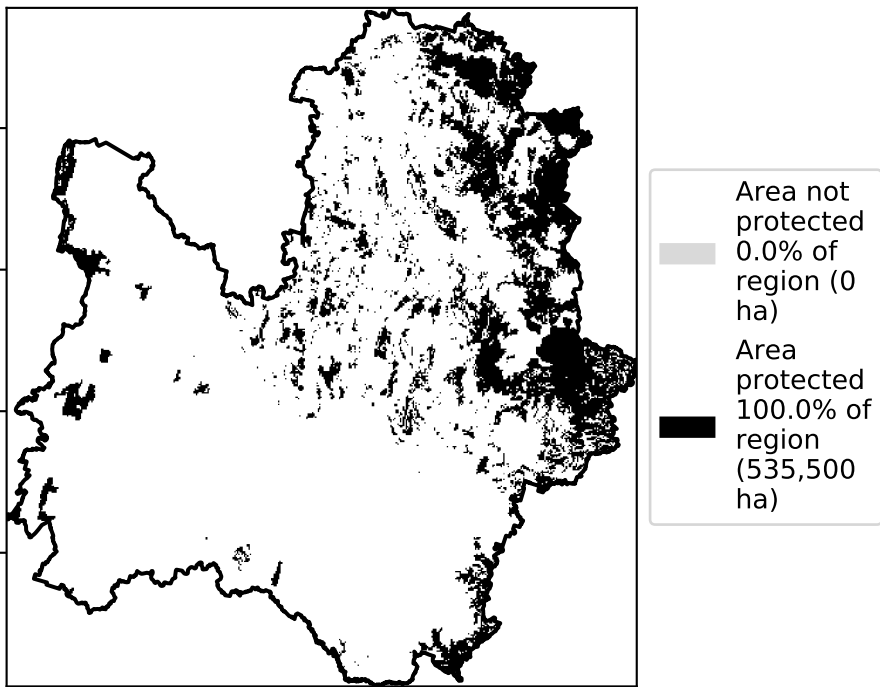 Area not
protected
0.0% of
region (0
ha)
Area
protected
100.0% of
region
(535,500
ha)